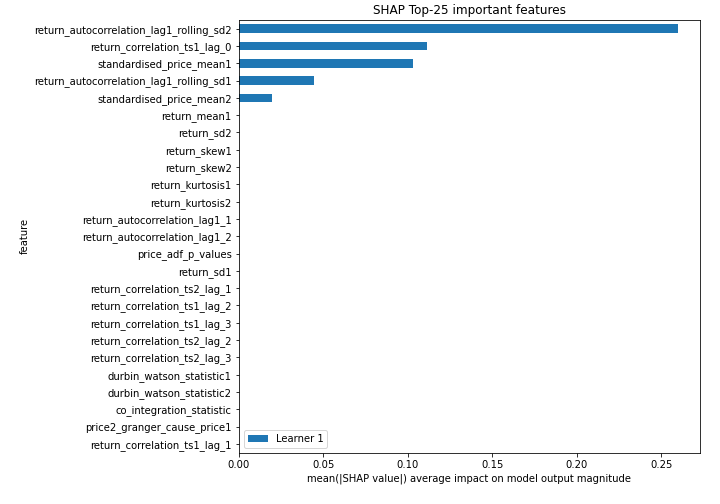 SHAP Top-25 important features
return_autocorrelation_lag1_rolling_sd2
return_correlation_ts1_lag_0
standardised_price_mean1
return_autocorrelation_lag1_rolling_sd1
standardised_price_mean2
return_mean1
return_sd2
return_skew1
return_skew2
return_kurtosis1
return_kurtosis2
return_autocorrelation_lag1_1
return_autocorrelation_lag1_2
price_adf_p_values
return_sd1
return_correlation_ts2_lag_1
return_correlation_ts1_lag_2
return_correlation_ts1_lag_3
return_correlation_ts2_lag_2
return_correlation_ts2_lag_3
durbin_watson_statistic1
durbin_watson_statistic2
co_integration_statistic
price2_granger_cause_price1
return_correlation_ts1_lag_1
feature
Learner 1
0.00 0.05 0.10 0.15 0.20 0.25
mean(|SHAP value|) average impact on model output magnitude